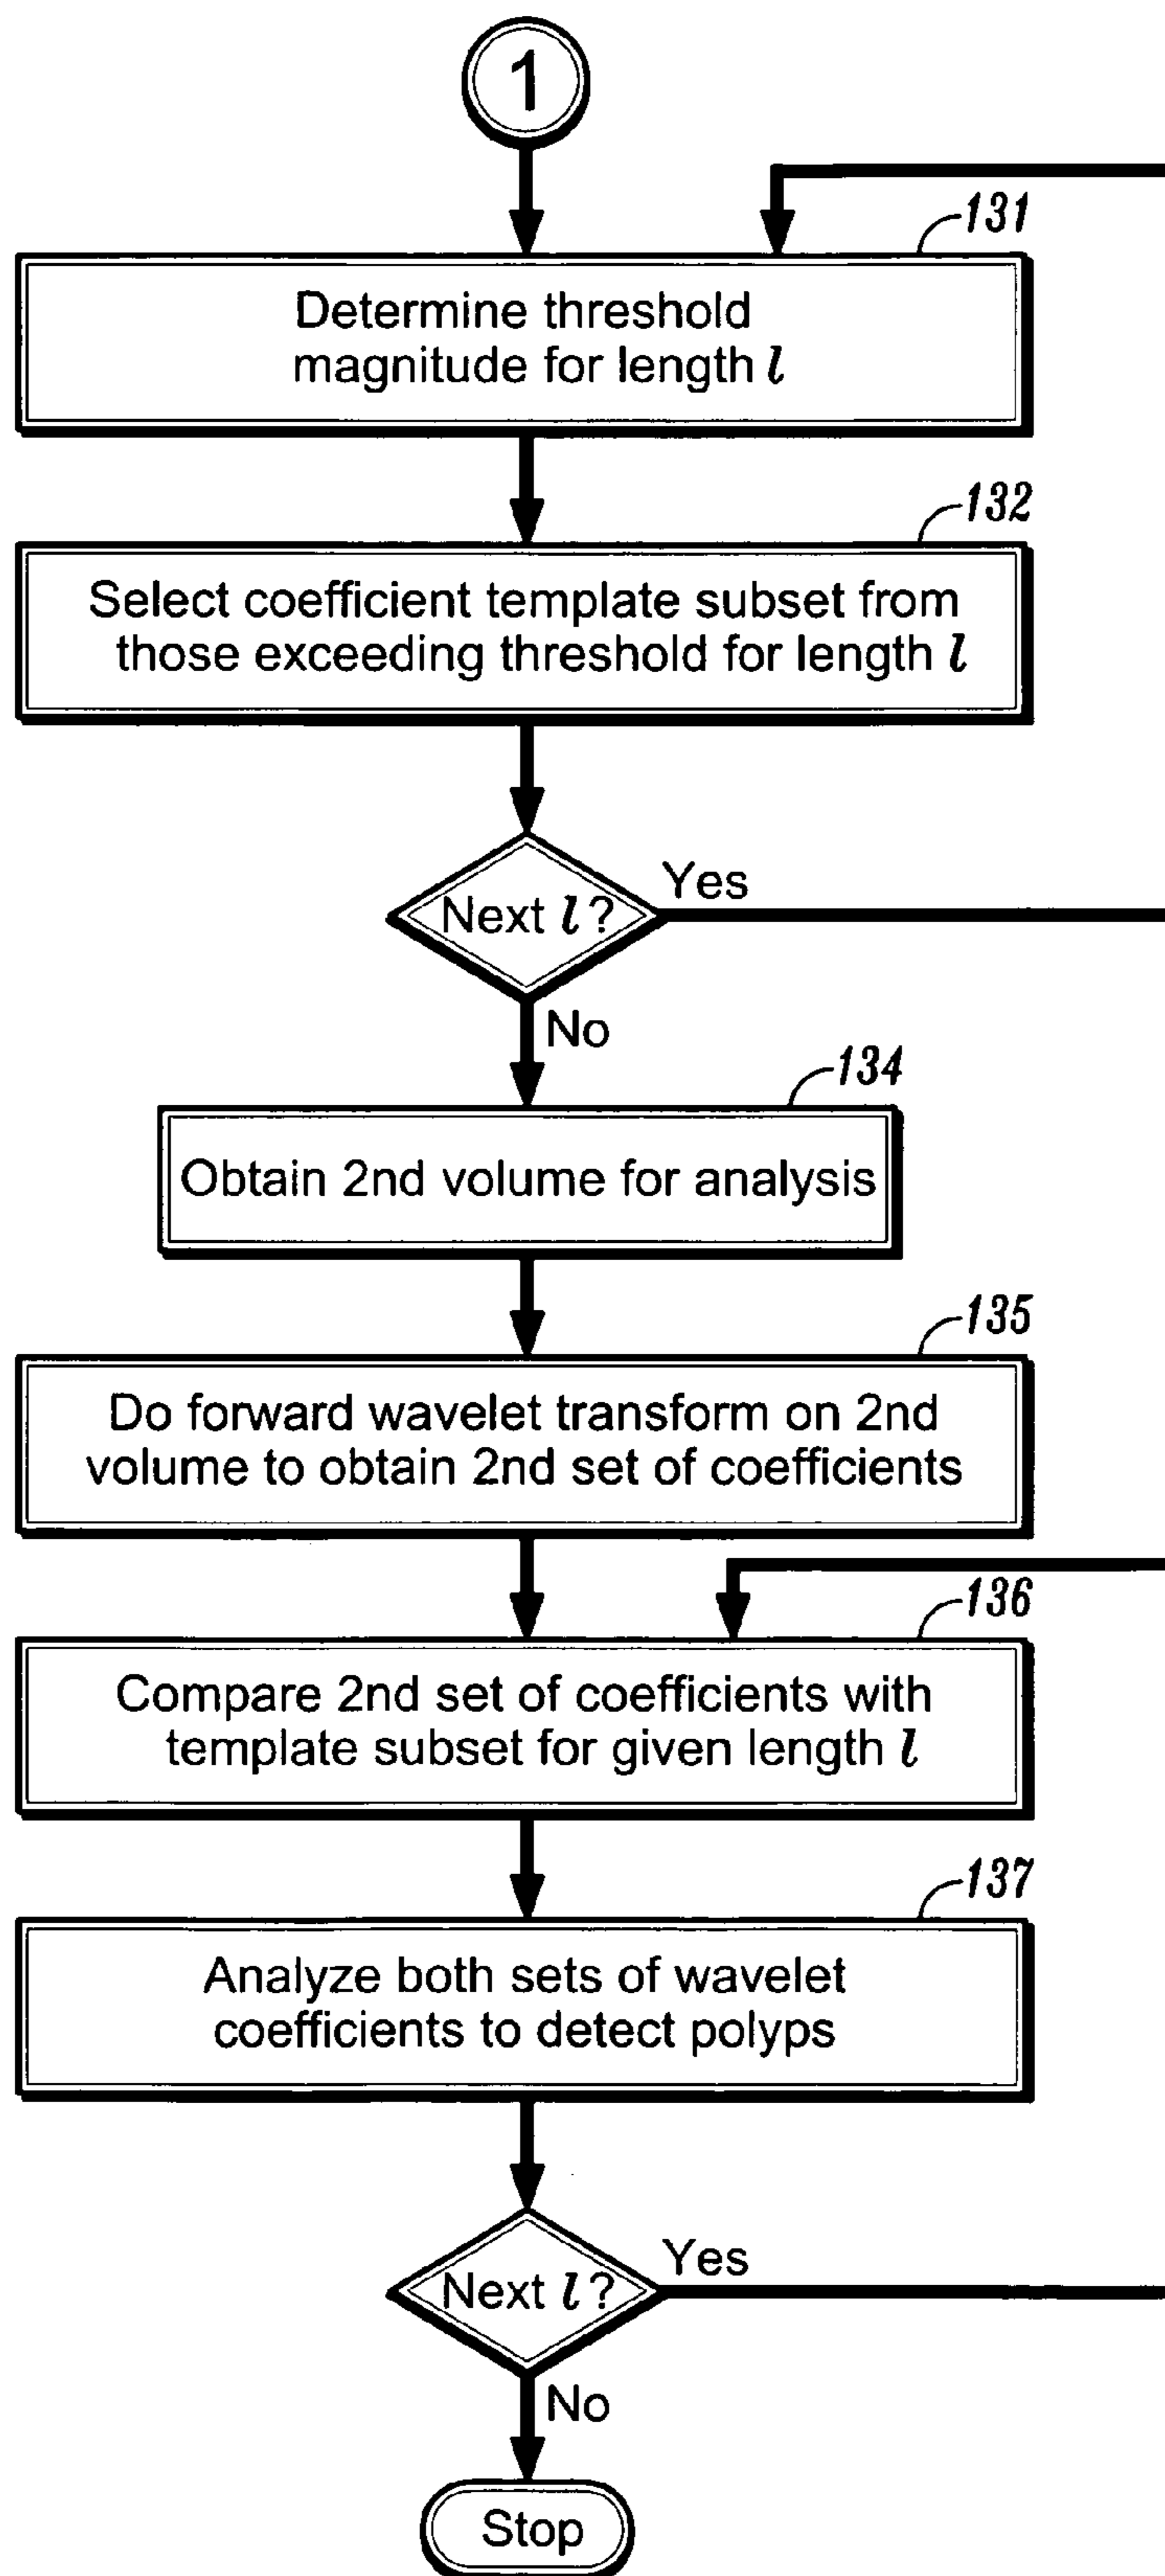 1
131
Determine threshold
magnitude for length l
132
Select coefficient template subset from
those exceeding threshold for length l
Next l?
Yes
No
134
Obtain 2nd volume for analysis
135
Do forward wavelet transform on 2nd
volume to obtain 2nd set of coefficients
136
Compare 2nd set of coefficients with
template subset for given length l
137
Analyze both sets of wavelet
coefficients to detect polyps
Next l?
Yes
No
Stop